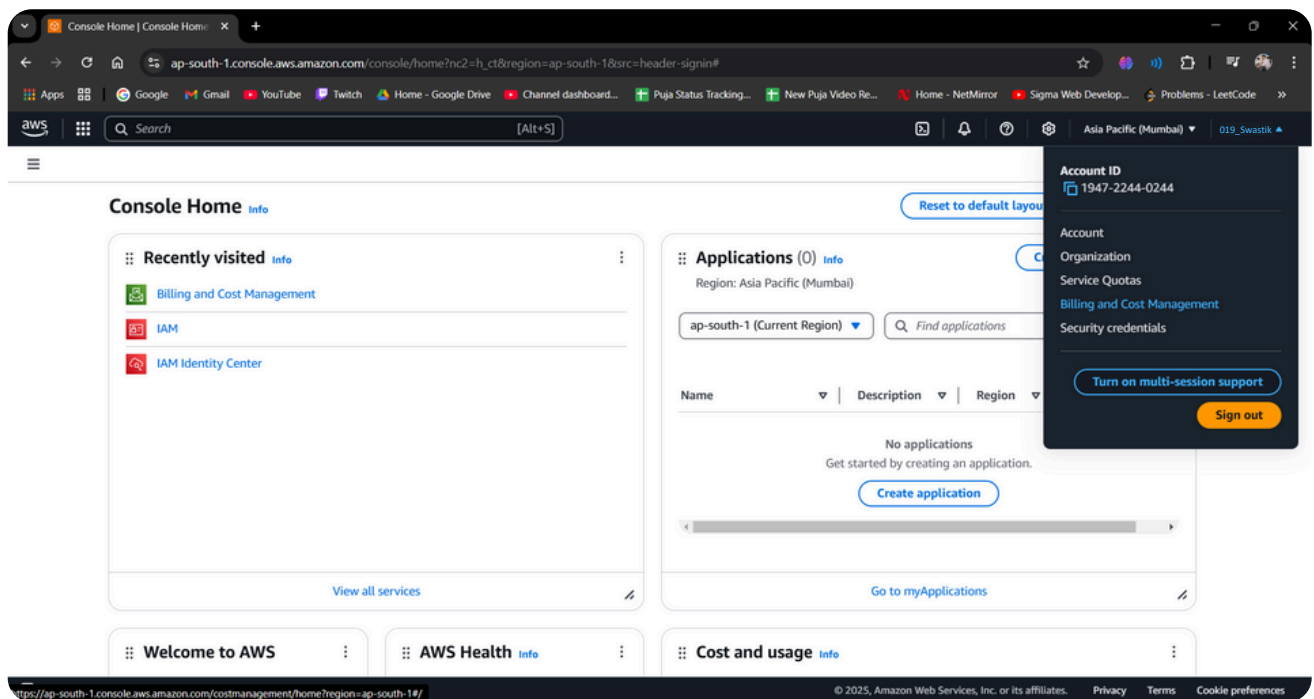 Console Home | Console Home
ap-south-1.console.aws.amazon.com/console/home?nc2=h_ct&region=ap-south-1&src=header-signin#
Apps Google Gmail YouTube Twitch Home - Google Drive Channel dashboard... Puja Status Tracking... New Puja Video Re... Home - NetMirror Sigma Web Develop... Problems - LeetCode »
aws Search [Alt+S] Asia Pacific (Mumbai) 019_Swastik
Account ID
1947-2244-0244
Account
Organization
Service Quotas
Billing and Cost Management
Security credentials
Turn on multi-session support
Sign out
Console Home Info
Reset to default layou
Recently visited Info
Billing and Cost Management
IAM
IAM Identity Center
View all services
Applications (0) Info
Region: Asia Pacific (Mumbai)
ap-south-1 (Current Region) Find applications
Name Description Region
No applications
Get started by creating an application.
Create application
Go to myApplications
Welcome to AWS
AWS Health Info
Cost and usage Info
ttps://ap-south-1.console.aws.amazon.com/costmanagement/home?region=ap-south-1#/
© 2025, Amazon Web Services, Inc. or its affiliates. Privacy Terms Cookie preferences